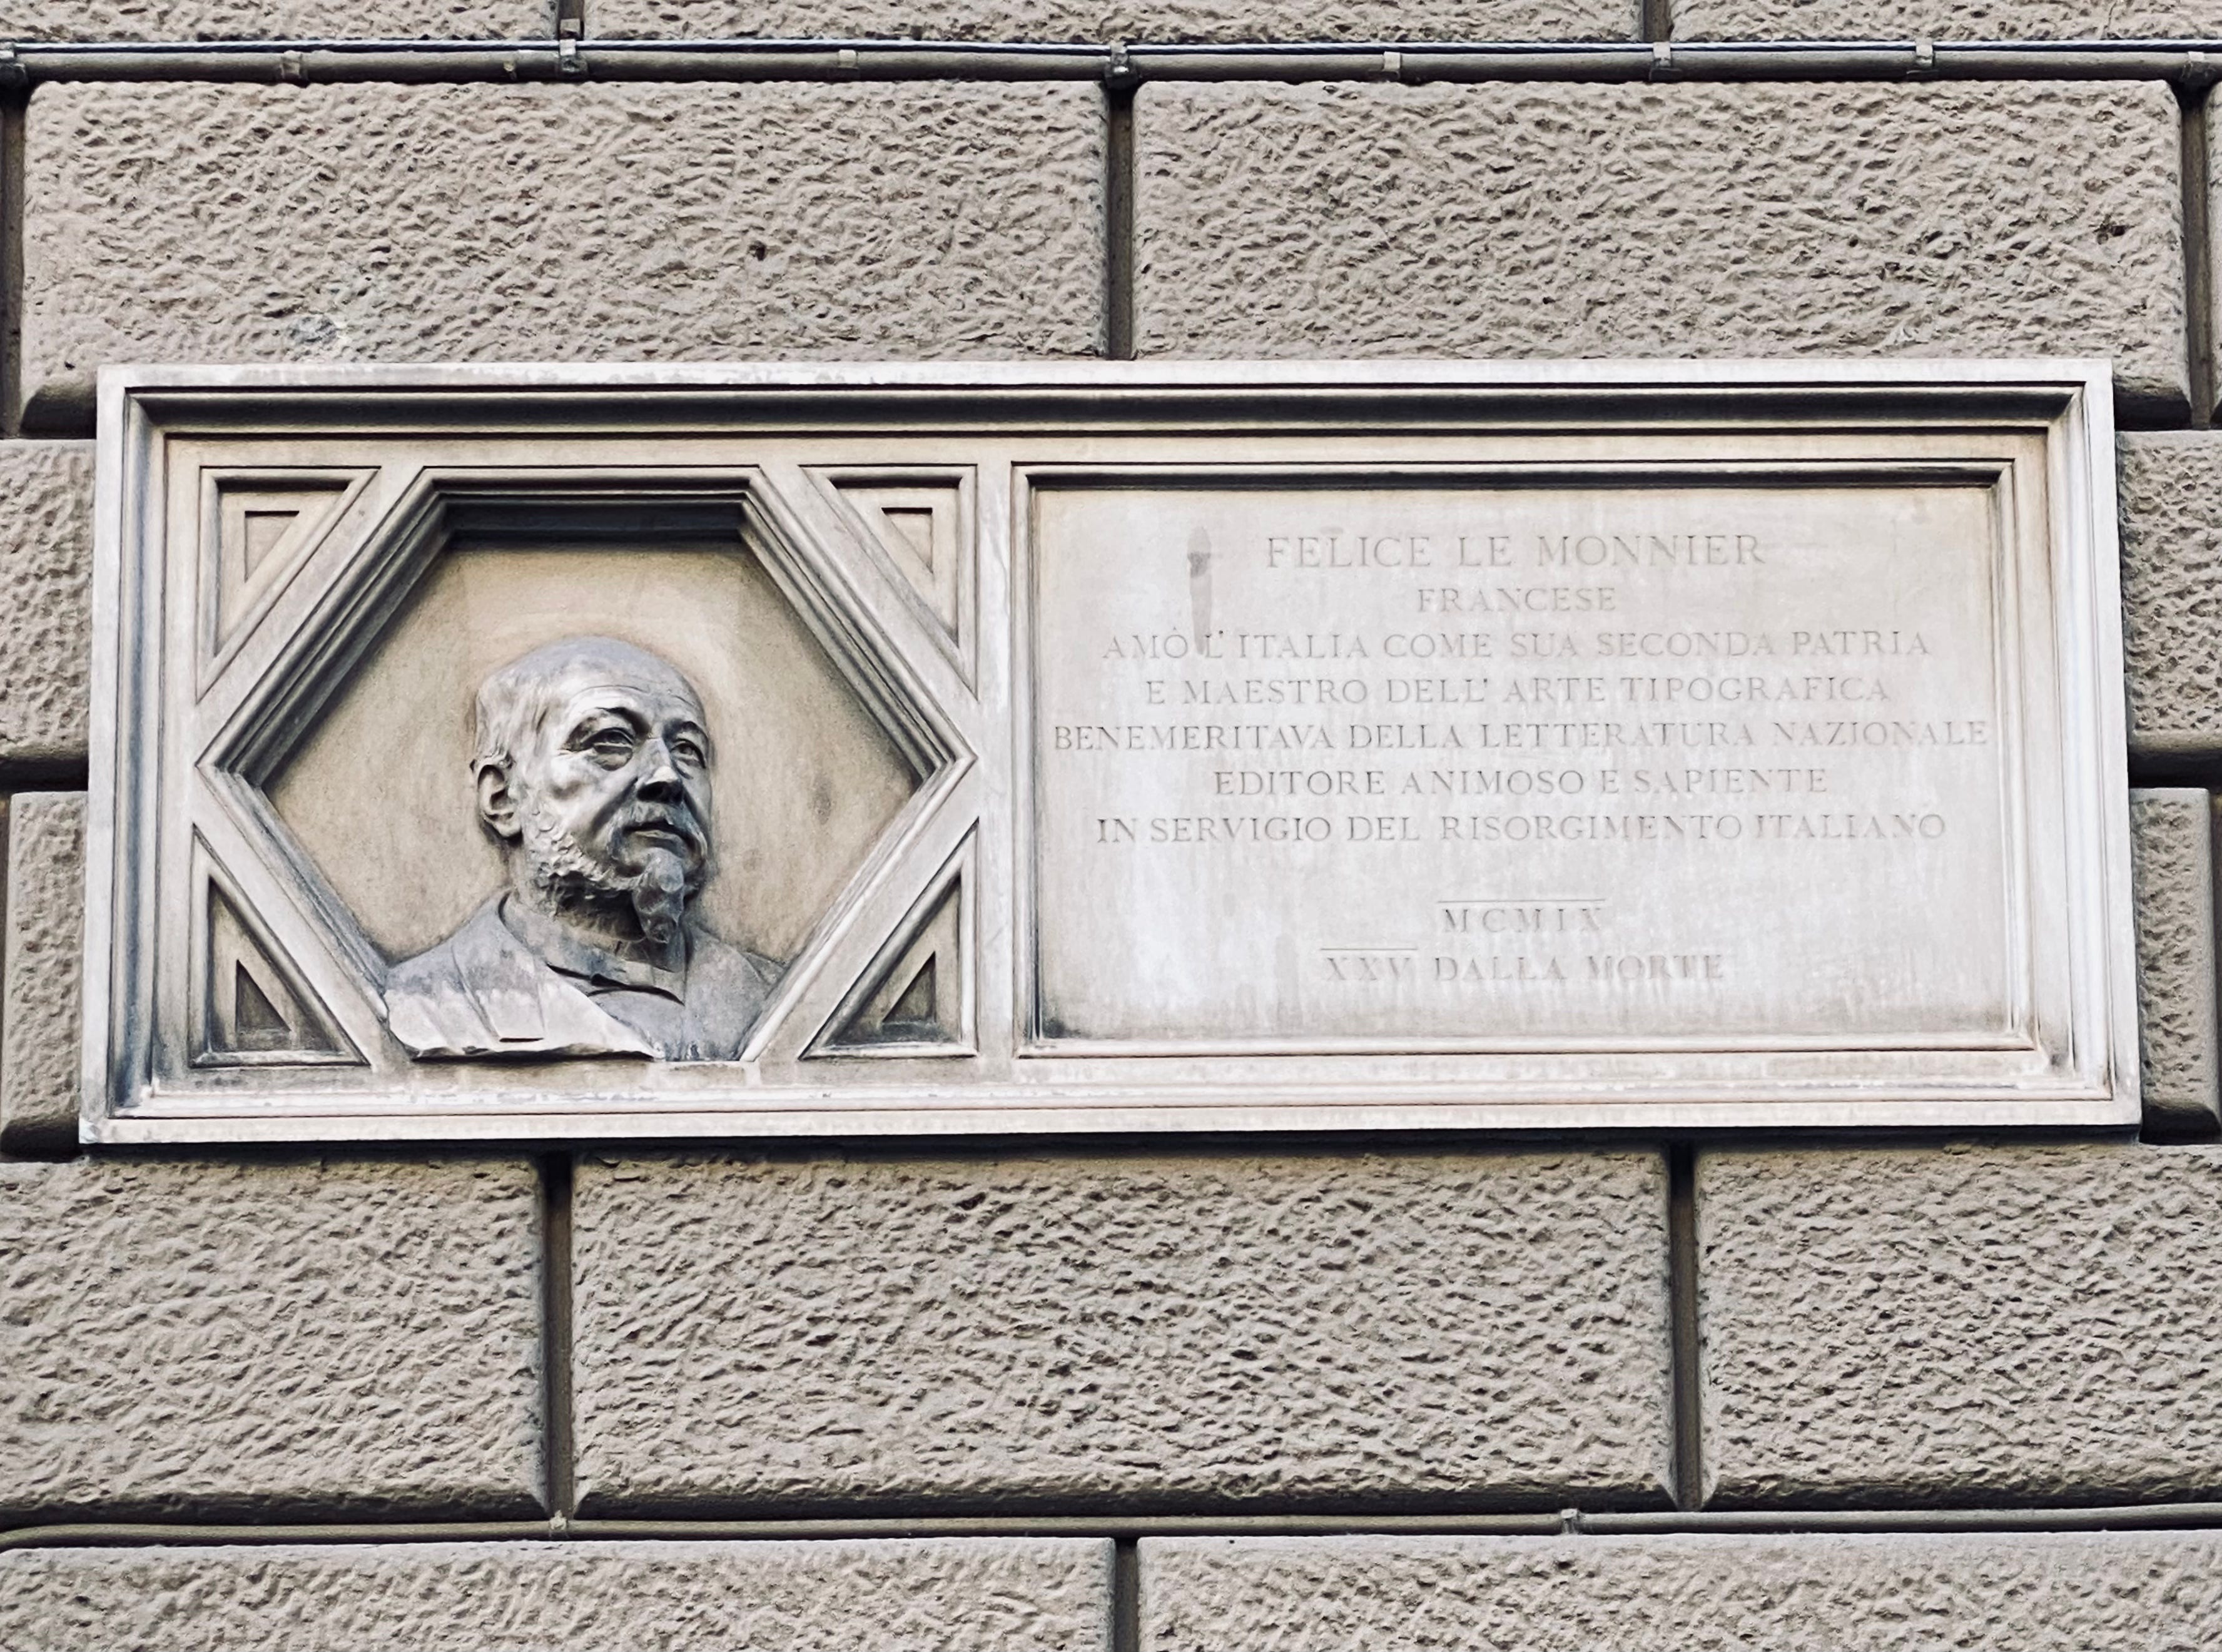 FELICE LE MONNIER
FRANCESE
AMÒ L'ITALIA COME SUA SECONDA PATRIA
E MAESTRO DELL'ARTE TIPOGRAFICA
BENEMERITAVA DELLA LETTERATURA NAZIONALE
EDITORE ANIMOSO E SAPIENTE
IN SERVIGIO DEL RISORGIMENTO ITALIANO
MCMIX
XXV DALLA MORTE